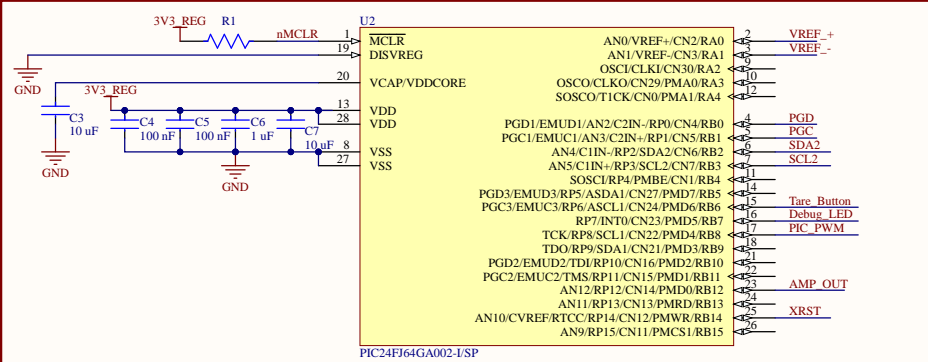 U2
3V3_REG
R1
nMCLR
1
MCLR
19
DISVREG
GND
20
VCAP/VDDCORE
3V3_REG
C3
10 uF
GND
C4
100 nF
C5
100 nF
C6
1 uF
C7
10 uF
13
VDD
28
VDD
8
VSS
27
VSS
GND
AN0/VREF+/CN2/RA0 2 VREF_+
AN1/VREF-/CN3/RA1 3 VREF_-
OSCI/CLKI/CN30/RA2 9
OSCO/CLKO/CN29/PMA0/RA3 10
SOSCO/T1CK/CN0/PMA1/RA4 12
PGD1/EMUD1/AN2/C2IN-/RP0/CN4/RB0 4 PGD
PGC1/EMUC1/AN3/C2IN+/RP1/CN5/RB1 5 PGC
AN4/C1IN-/RP2/SDA2/CN6/RB2 6 SDA2
AN5/C1IN+/RP3/SCL2/CN7/RB3 7 SCL2
SOSCI/RP4/PMBE/CN1/RB4 11
PGD3/EMUD3/RP5/ASDA1/CN27/PMD7/RB5 14
PGC3/EMUC3/RP6/ASCL1/CN24/PMD6/RB6 15 Tare_Button
RP7/INT0/CN23/PMD5/RB7 16 Debug_LED
TCK/RP8/SCL1/CN22/PMD4/RB8 17 PIC_PWM
TDO/RP9/SDA1/CN21/PMD3/RB9 18
PGD2/EMUD2/TDI/RP10/CN16/PMD2/RB10 21
PGC2/EMUC2/TMS/RP11/CN15/PMD1/RB11 22
AN12/RP12/CN14/PMD0/RB12 23 AMP_OUT
AN11/RP13/CN13/PMRD/RB13 24
AN10/CVREF/RTCC/RP14/CN12/PMWR/RB14 25 XRST
AN9/RP15/CN11/PMCS1/RB15 26
PIC24FJ64GA002-I/SP